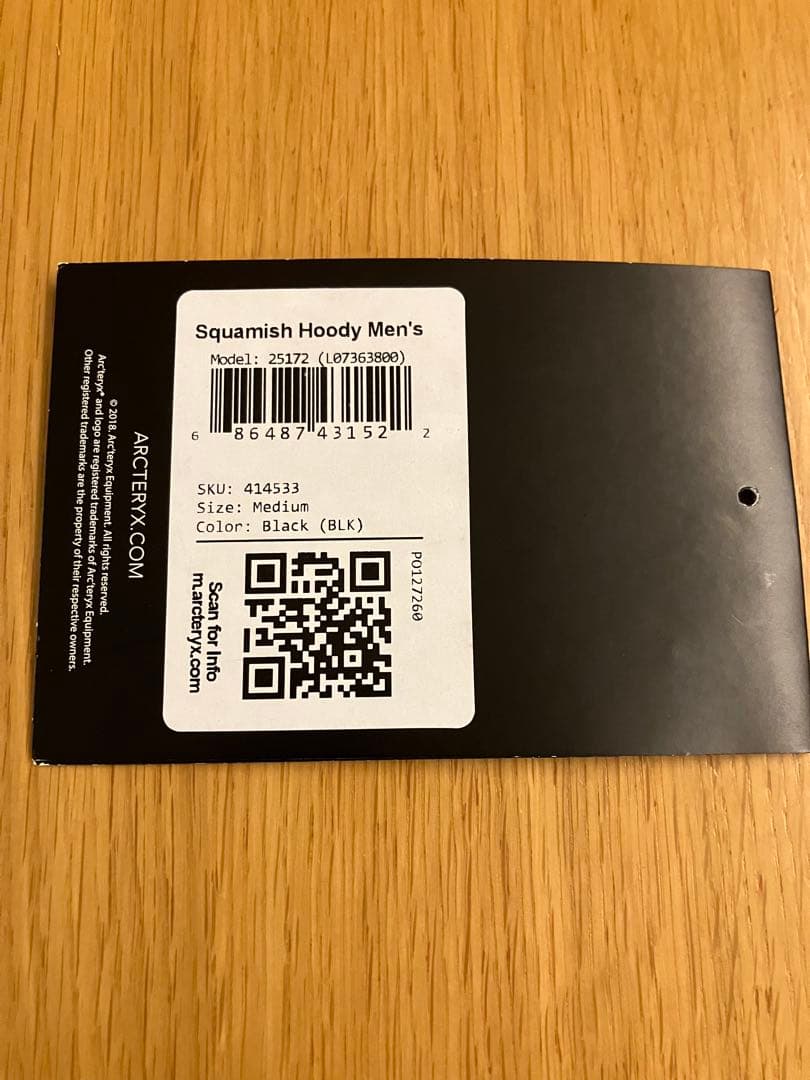 Squamish Hoody Men's
Model: 25172 (L07363800)
6 86487 43152 2
SKU: 414533
Size: Medium
Color: Black (BLK)
PO127260
Scan for Info
m.arcteryx.com
ARCTERYX.COM
© 2018. Arc'teryx Equipment. All rights reserved.
Arc'teryx® and logo are registered trademarks of Arc'teryx Equipment.
Other registered trademarks are the property of their respective owners.